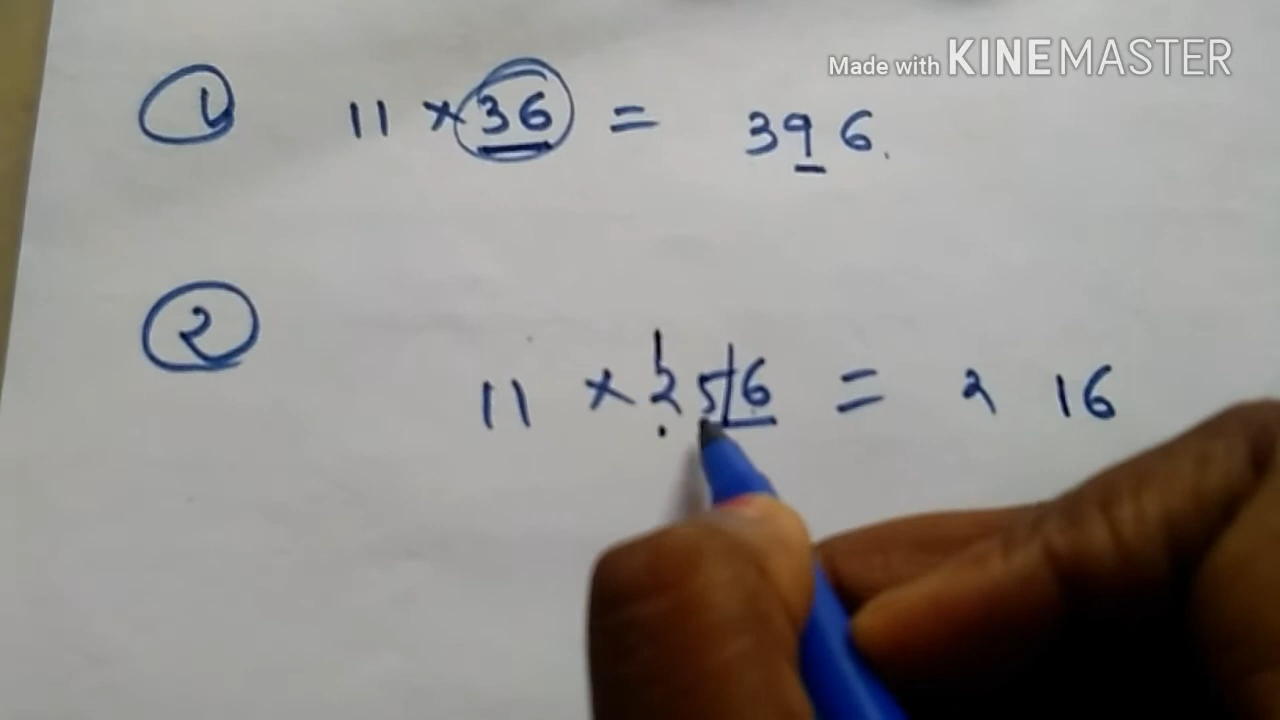 Made with KINEMASTER
1 11 × 36 = 396.
2 11 × 256 = 2 16